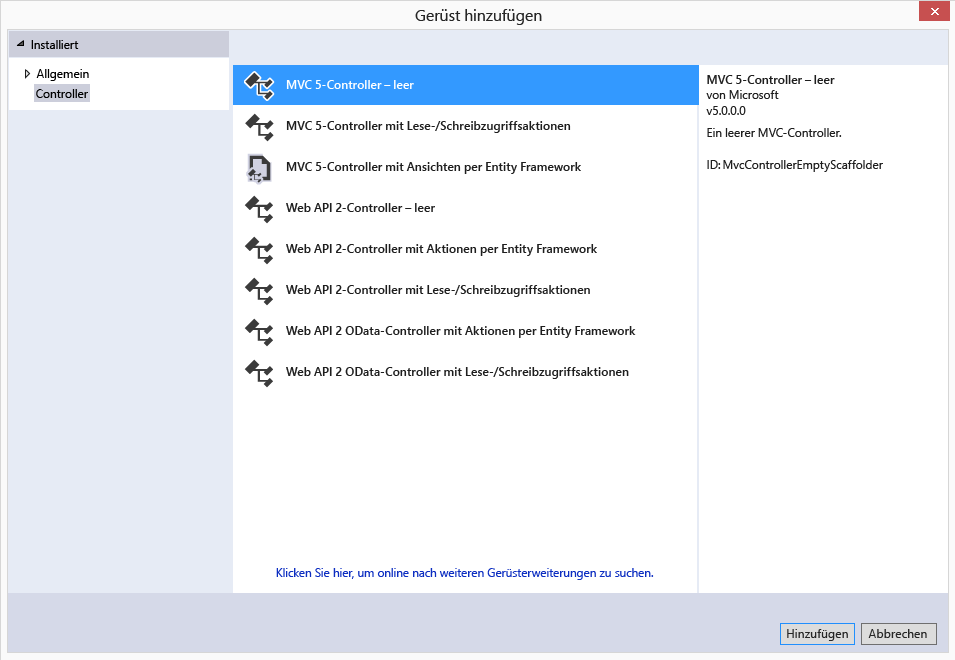 Gerüst hinzufügen
Installiert
Allgemein
Controller
MVC 5-Controller – leer
MVC 5-Controller mit Lese-/Schreibzugriffsaktionen
MVC 5-Controller mit Ansichten per Entity Framework
Web API 2-Controller – leer
Web API 2-Controller mit Aktionen per Entity Framework
Web API 2-Controller mit Lese-/Schreibzugriffsaktionen
Web API 2 OData-Controller mit Aktionen per Entity Framework
Web API 2 OData-Controller mit Lese-/Schreibzugriffsaktionen
Klicken Sie hier, um online nach weiteren Gerüsterweiterungen zu suchen.
MVC 5-Controller – leer
von Microsoft
v5.0.0.0
Ein leerer MVC-Controller.
ID: MvcControllerEmptyScaffolder
Hinzufügen
Abbrechen